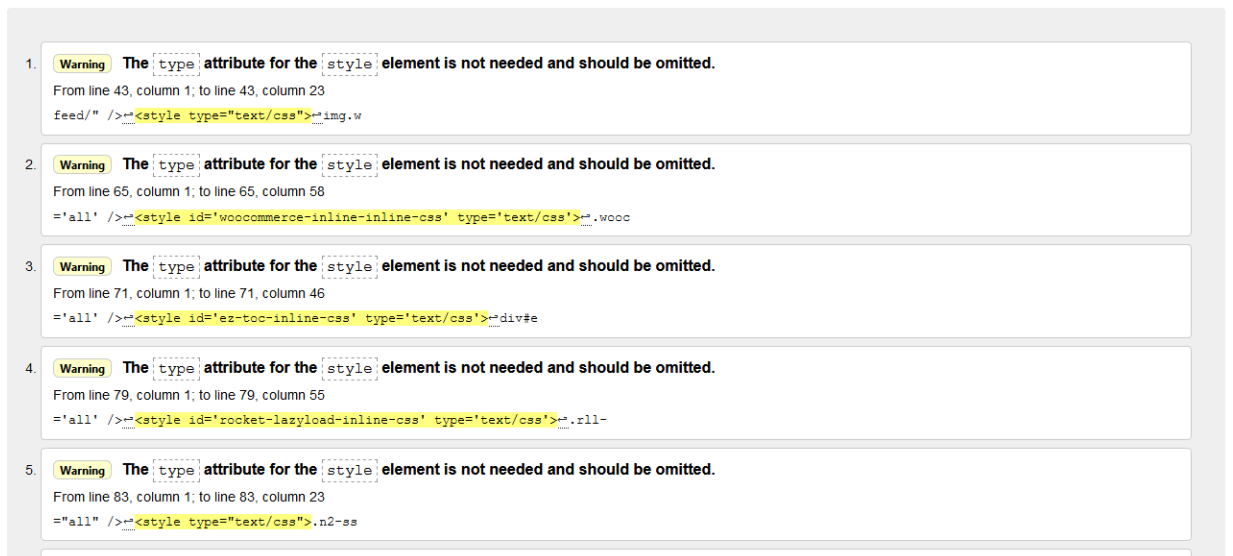 1. Warning The type attribute for the style element is not needed and should be omitted.
From line 43, column 1; to line 43, column 23
feed/" />↩<style type="text/css">↩img.w
2. Warning The type attribute for the style element is not needed and should be omitted.
From line 65, column 1; to line 65, column 58
='all' />↩<style id='woocommerce-inline-inline-css' type='text/css'>↩.wooc
3. Warning The type attribute for the style element is not needed and should be omitted.
From line 71, column 1; to line 71, column 46
='all' />↩<style id='ez-toc-inline-css' type='text/css'>↩div#e
4. Warning The type attribute for the style element is not needed and should be omitted.
From line 79, column 1; to line 79, column 55
='all' />↩<style id='rocket-lazyload-inline-css' type='text/css'>↩.rll-
5. Warning The type attribute for the style element is not needed and should be omitted.
From line 83, column 1; to line 83, column 23
="all" />↩<style type="text/css">.n2-ss